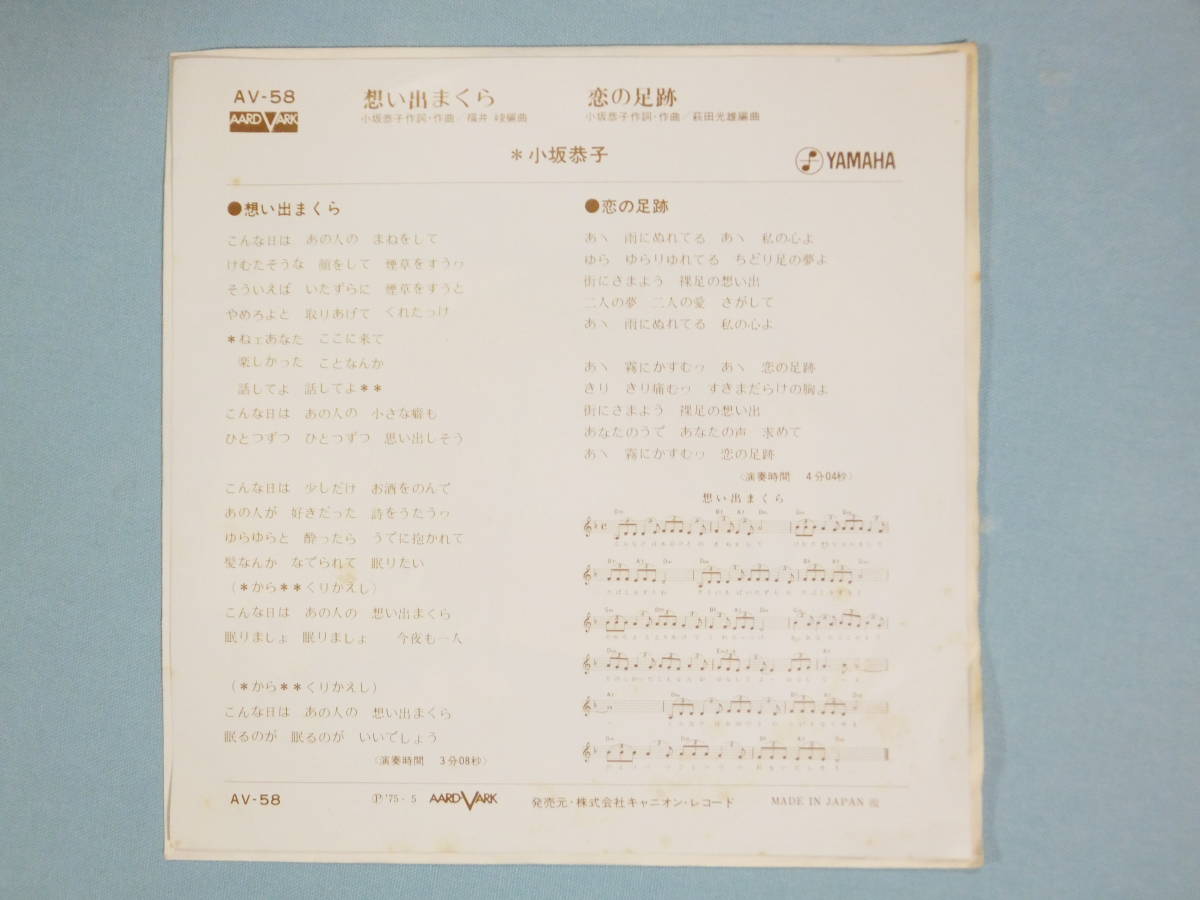 AV-58
AARDVARK
想い出まくら
小坂恭子作詞・作曲/福井 峻編曲
恋の足跡
小坂恭子作詞・作曲/萩田光雄編曲
*小坂恭子
YAMAHA
●想い出まくら
こんな日は あの人の まねをして
けむたそうな 顔をして 煙草をすうゥ
そういえば いたずらに 煙草をすうと
やめろよと 取りあげて くれたっけ
*ねェあなた ここに来て
楽しかった ことなんか
話してよ 話してよ**
こんな日は あの人の 小さな癖も
ひとつずつ ひとつずつ 思い出しそう
こんな日は 少しだけ お酒をのんで
あの人が 好きだった 詩をうたうゥ
ゆらゆらと 酔ったら うでに抱かれて
髪なんか なでられて 眠りたい
(*から**くりかえし)
こんな日は あの人の 想い出まくら
眠りましょ 眠りましょ 今夜も一人
(*から**くりかえし)
こんな日は あの人の 想い出まくら
眠るのが 眠るのが いいでしょう
〈演奏時間 3分08秒〉
●恋の足跡
あヽ 雨にぬれてる あヽ 私の心よ
ゆら ゆらりゆれてる ちどり足の夢よ
街にさまよう 裸足の想い出
二人の夢 二人の愛 さがして
あヽ 雨にぬれてる 私の心よ
あヽ 霧にかすむゥ あヽ 恋の足跡
きり きり痛むゥ すきまだらけの胸よ
街にさまよう 裸足の想い出
あなたのうで あなたの声 求めて
あヽ 霧にかすむゥ 恋の足跡
〈演奏時間 4分04秒〉
想い出まくら
AV-58
Ⓟ'75・5
AARDVARK
発売元・株式会社キャニオン・レコード
MADE IN JAPAN